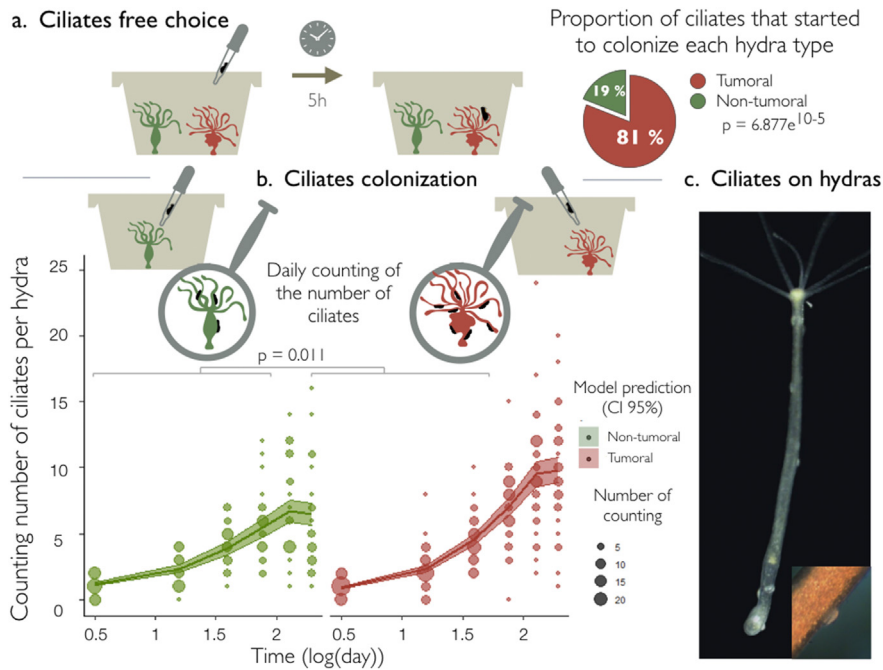 a. Ciliates free choice
5h
Proportion of ciliates that started
to colonize each hydra type
19 %
81 %
Tumoral
Non-tumoral
p = 6.877e10-5
b. Ciliates colonization
Daily counting of
the number of
ciliates
p = 0.011
Counting number of ciliates per hydra
25
20
15
10
5
0
0.5
1
1.5
2
0.5
1
1.5
2
Time (log(day))
Model prediction
(CI 95%)
Non-tumoral
Tumoral
Number of
counting
5
10
15
20
c. Ciliates on hydras